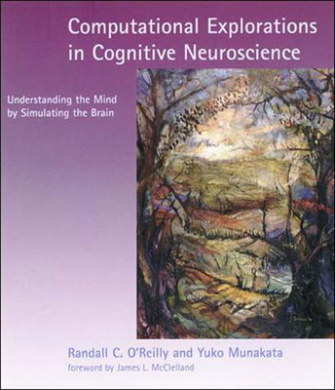 Computational Explorations
in Cognitive Neuroscience
Understanding the Mind
by Simulating the Brain
Randall C. O'Reilly and Yuko Munakata
foreword by James L. McClelland